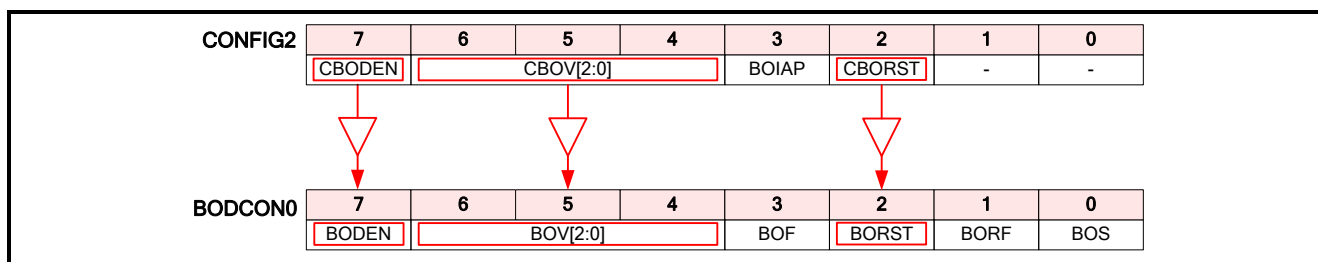 CONFIG2 7 6 5 4 3 2 1 0
CBODEN CBOV[2:0] BOIAP CBORST - -
BODCON0 7 6 5 4 3 2 1 0
BODEN BOV[2:0] BOF BORST BORF BOS